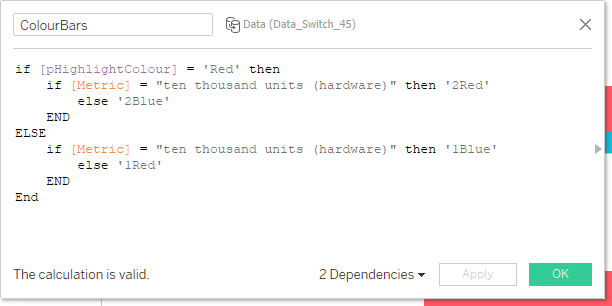 ColourBars Data (Data_Switch_45)
if [pHighlightColour] = 'Red' then
if [Metric] = "ten thousand units (hardware)" then '2Red'
else '2Blue'
END
ELSE
if [Metric] = "ten thousand units (hardware)" then '1Blue'
else '1Red'
END
End
The calculation is valid. 2 Dependencies Apply OK